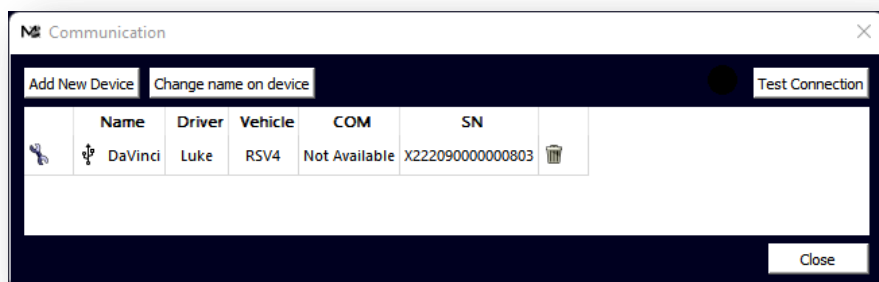 Communication
Add New Device Change name on device Test Connection
Name Driver Vehicle COM SN
DaVinci Luke RSV4 Not Available X222090000000803
Close